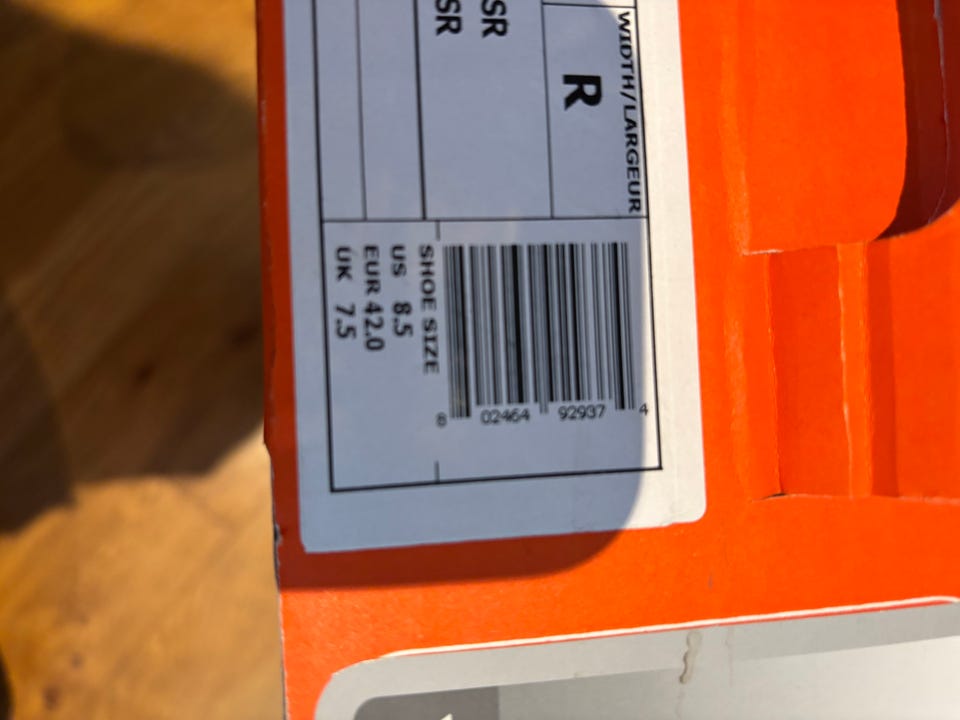 WIDTH/LARGEUR
R
SR
SR
SHOE SIZE
US 8.5
EUR 42.0
UK 7.5
8 02464 92937 4